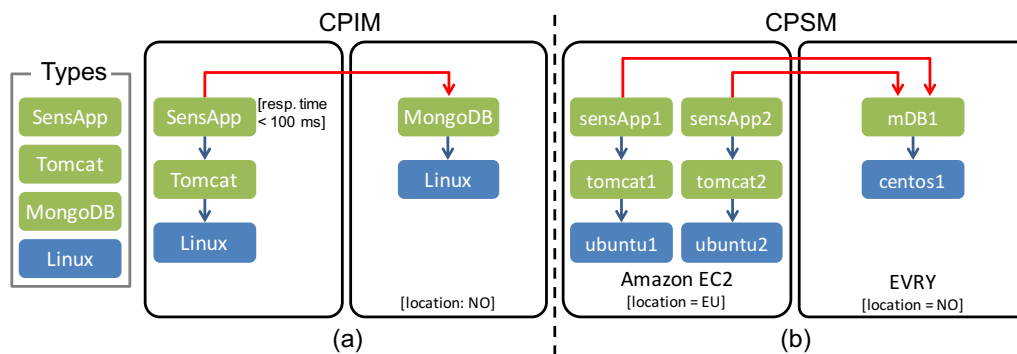 CPIM
CPSM
Types
SensApp
Tomcat
MongoDB
Linux
SensApp
[resp. time
< 100 ms]
Tomcat
Linux
MongoDB
Linux
[location: NO]
(a)
sensApp1
sensApp2
tomcat1
tomcat2
ubuntu1
ubuntu2
Amazon EC2
[location = EU]
mDB1
centos1
EVRY
[location = NO]
(b)